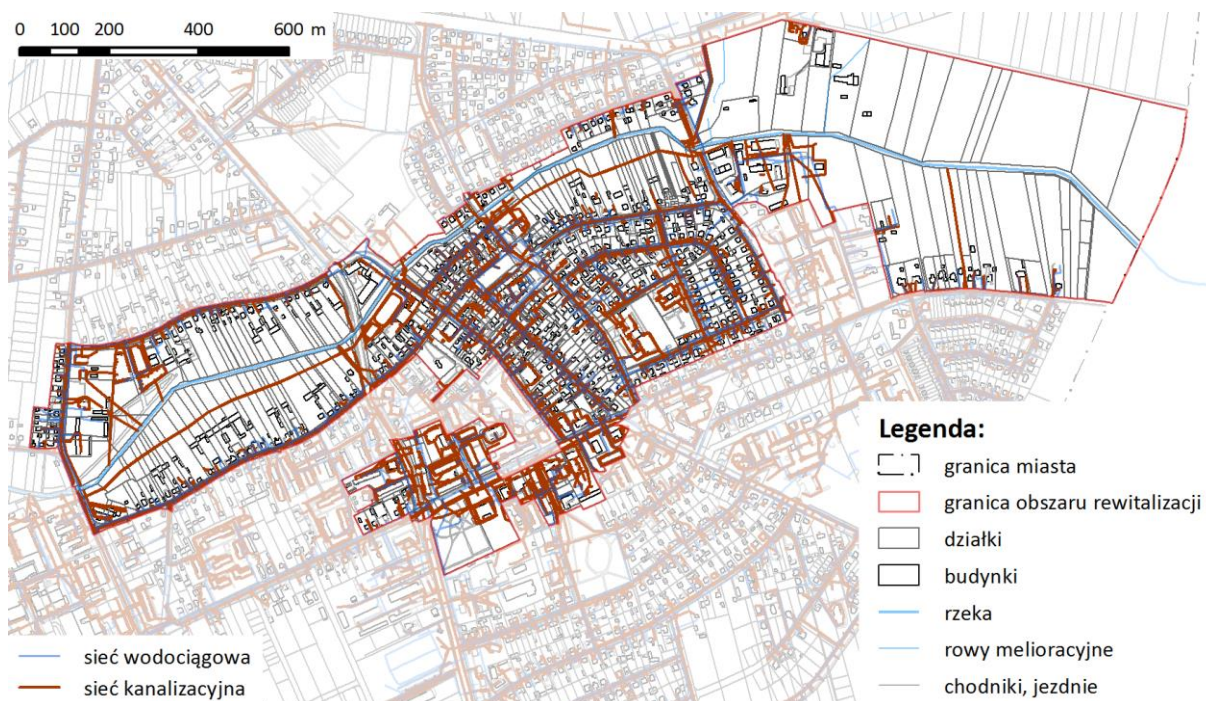 0 100 200 400 600 m
Legenda:
granica miasta
granica obszaru rewitalizacji
działki
budynki
rzeka
rowy melioracyjne
chodniki, jezdnie
sieć wodociągowa
sieć kanalizacyjna